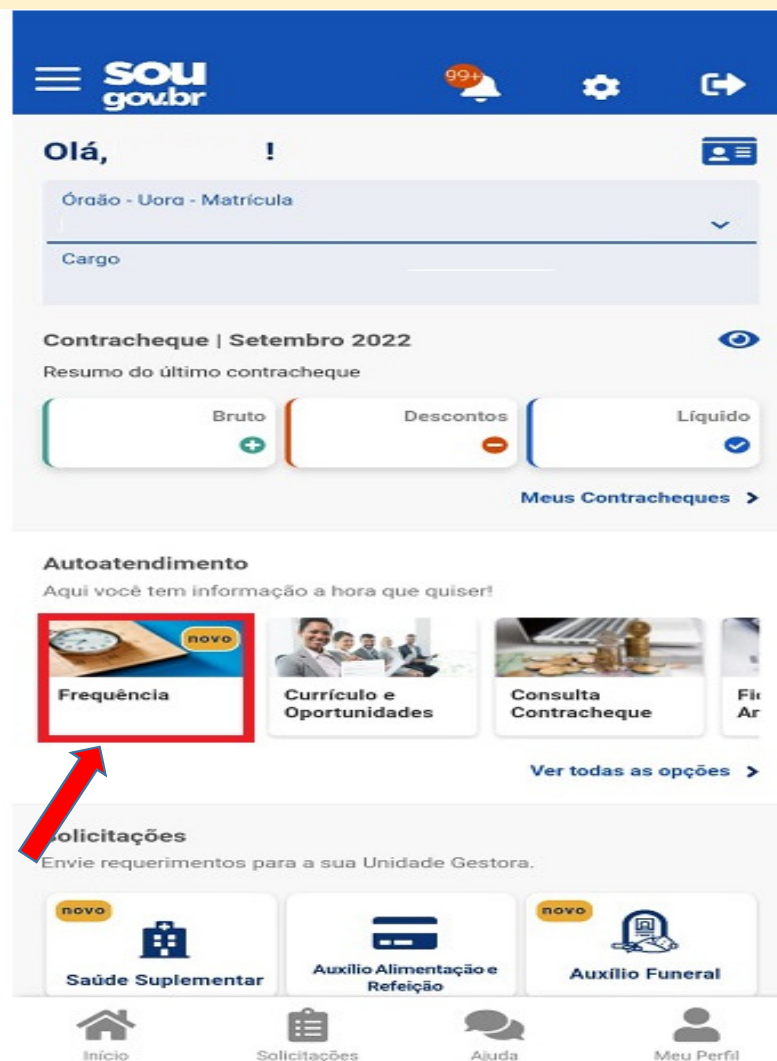 sou
gov.br
99+
Olá, !
Órgão - Uorg - Matrícula
Cargo
Contracheque | Setembro 2022
Resumo do último contracheque
Bruto
Descontos
Líquido
Meus Contracheques >
Autoatendimento
Aqui você tem informação a hora que quiser!
novo
Frequência
Currículo e
Oportunidades
Consulta
Contracheque
Ver todas as opções >
Solicitações
Envie requerimentos para a sua Unidade Gestora.
novo
Saúde Suplementar
Auxílio Alimentação e
Refeição
novo
Auxílio Funeral
Início
Solicitações
Ajuda
Meu Perfil